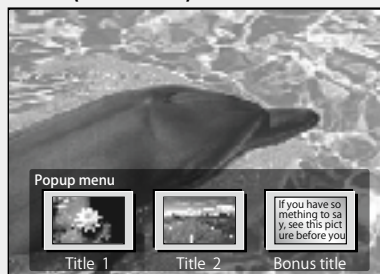 Popup menu
If you have so
mething to sa
y, see this pict
ure before you
Title 1
Title 2
Bonus title